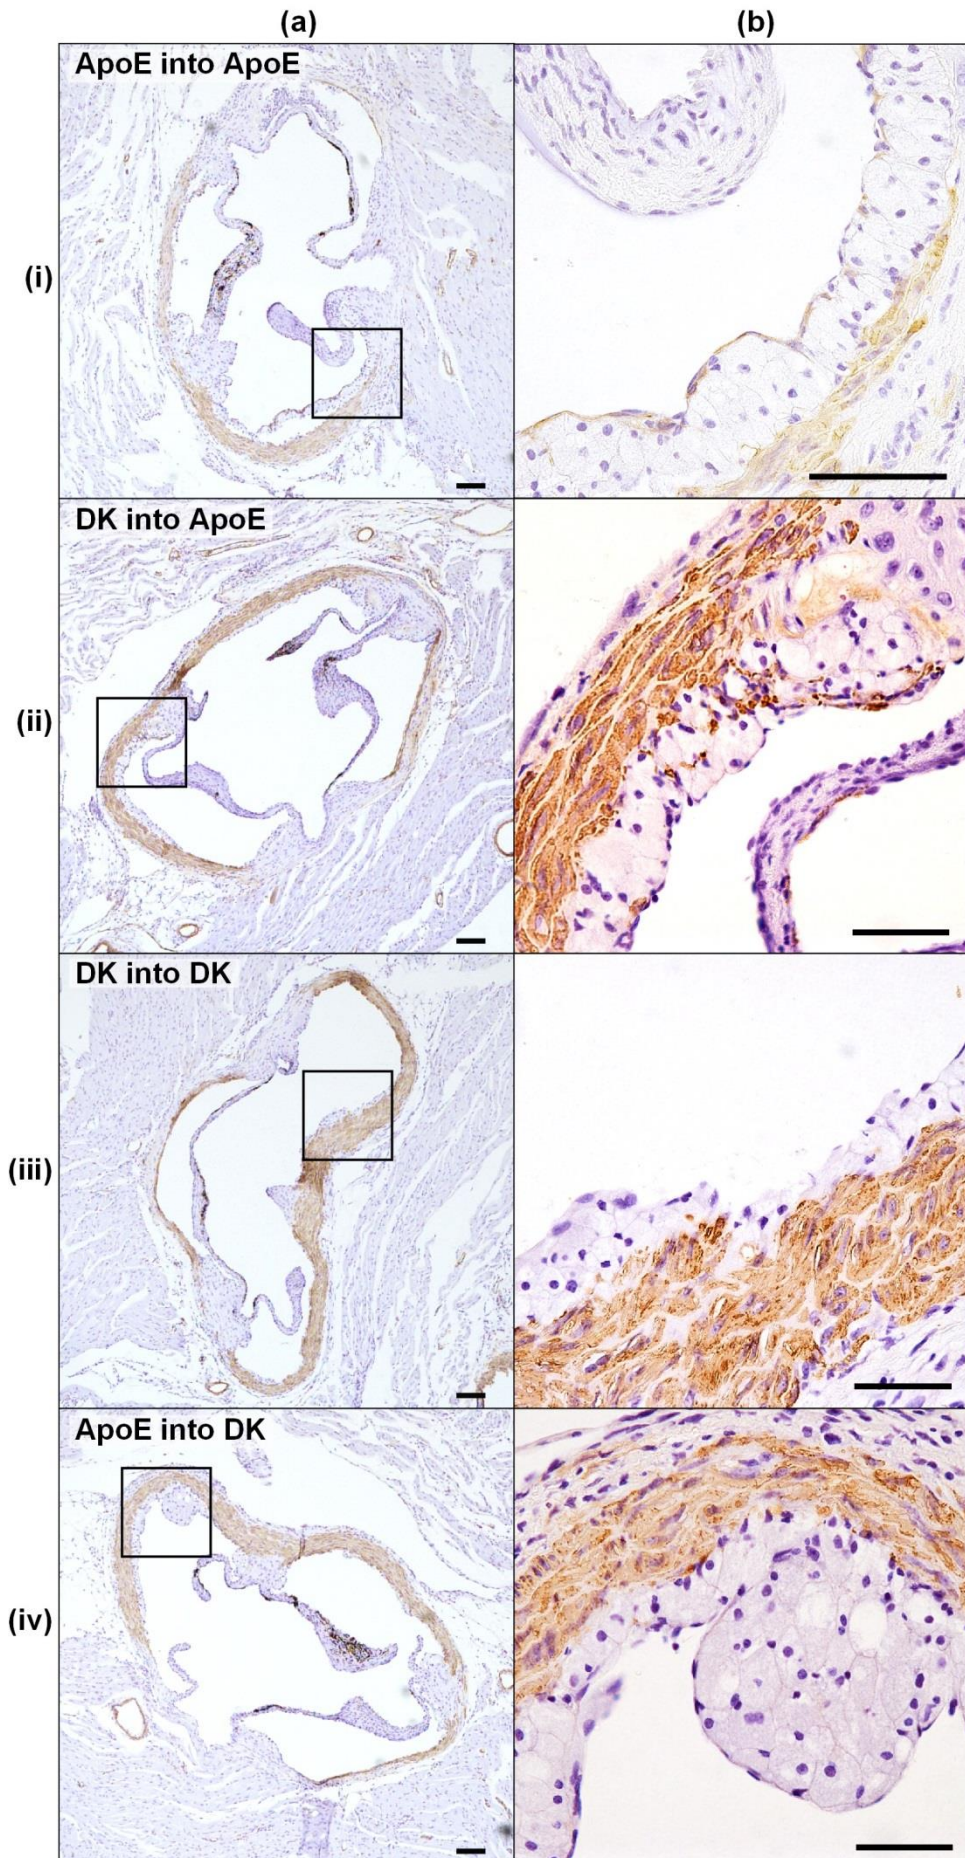 (a) (b)
ApoE into ApoE
(i)
DK into ApoE
(ii)
DK into DK
(iii)
ApoE into DK
(iv)